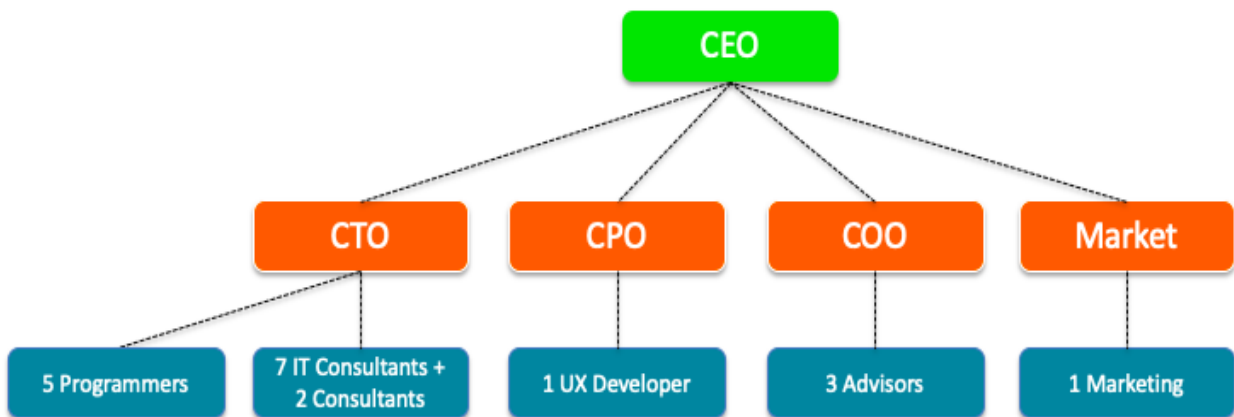 CEO
CTO
CPO
COO
Market
5 Programmers
7 IT Consultants +
2 Consultants
1 UX Developer
3 Advisors
1 Marketing